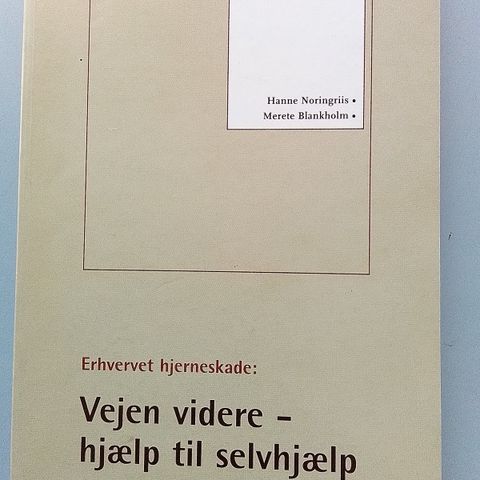 Hanne Noringriis •
Merete Blankholm •
Erhvervet hjerneskade:
Vejen videre –
hjælp til selvhjælp